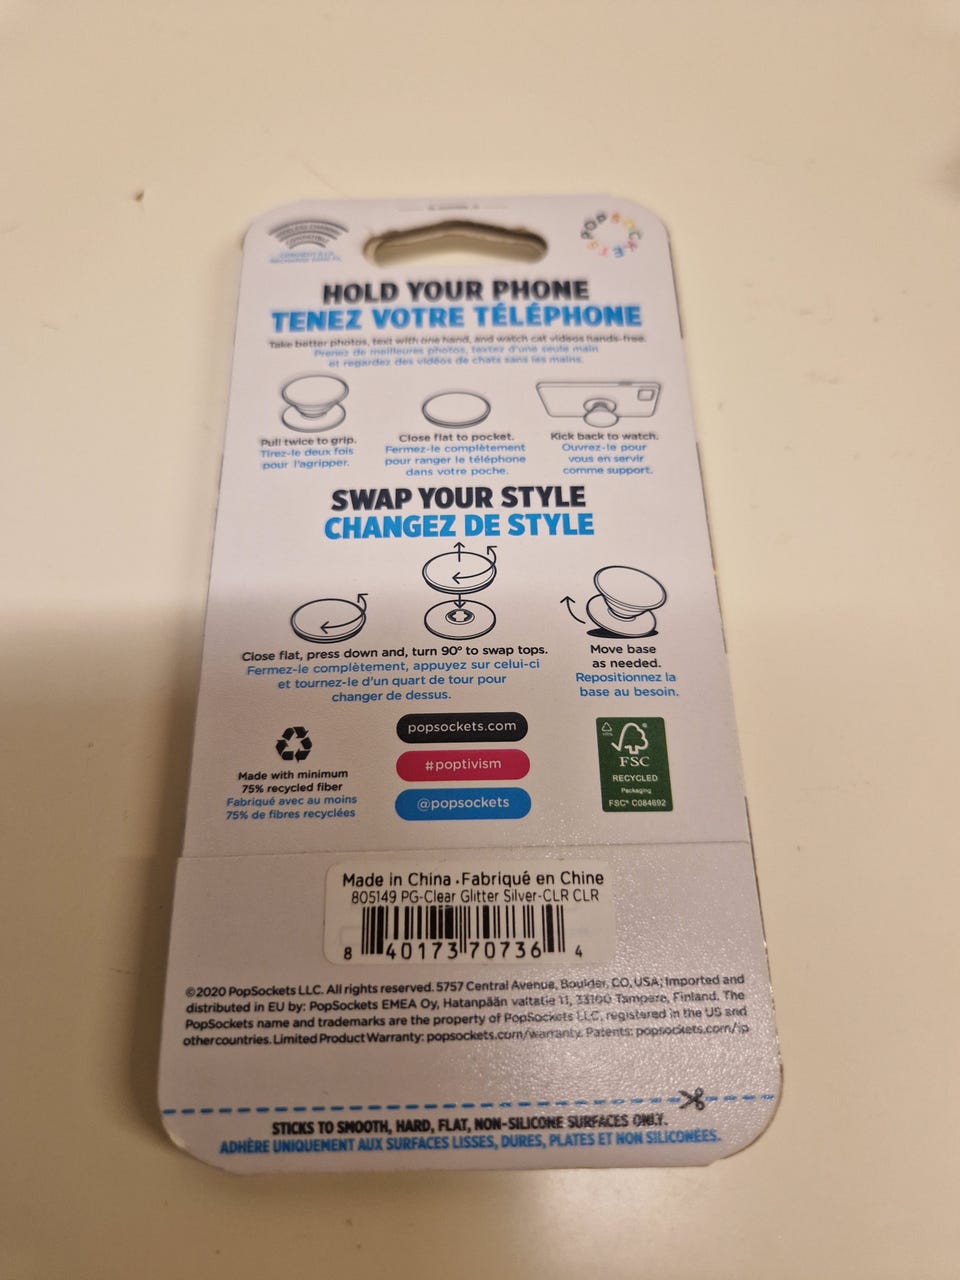 WIRELESS CHARGING
COMPATIBLE
POPSOCKETS
HOLD YOUR PHONE
TENEZ VOTRE TÉLÉPHONE
Take better photos, text with one hand, and watch cat videos hands-free.
Prenez de meilleures photos, textez d'une seule main
et regardez des vidéos de chats sans les mains.
Pull twice to grip.
Tirez-le deux fois
pour l'agripper.
Close flat to pocket.
Fermez-le complètement
pour ranger le téléphone
dans votre poche.
Kick back to watch.
Ouvrez-le pour
vous en servir
comme support.
SWAP YOUR STYLE
CHANGEZ DE STYLE
Close flat, press down and, turn 90° to swap tops.
Fermez-le complètement, appuyez sur celui-ci
et tournez-le d'un quart de tour pour
changer de dessus.
Move base
as needed.
Repositionnez la
base au besoin.
Made with minimum
75% recycled fiber
Fabriqué avec au moins
75% de fibres recyclées
popsockets.com
#poptivism
@popsockets
FSC
RECYCLED
Packaging
FSC® C084692
Made in China • Fabriqué en Chine
805149 PG-Clear Glitter Silver-CLR CLR
8 40173 70736 4
©2020 PopSockets LLC. All rights reserved. 5757 Central Avenue, Boulder, CO, USA; Imported and
distributed in EU by: PopSockets EMEA Oy, Hatanpään valtatie 11, 33100 Tampere, Finland. The
PopSockets name and trademarks are the property of PopSockets LLC, registered in the US and
other countries. Limited Product Warranty: popsockets.com/warranty. Patents: popsockets.com/ip
STICKS TO SMOOTH, HARD, FLAT, NON-SILICONE SURFACES ONLY.
ADHÈRE UNIQUEMENT AUX SURFACES LISSES, DURES, PLATES ET NON SILICONÉES.